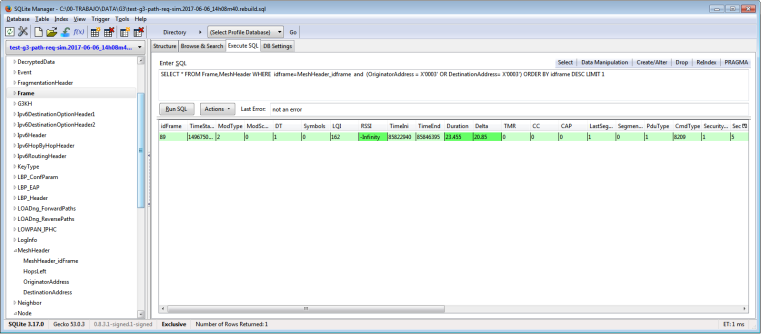 SQLite Manager - C:\00-TRABAJO\DATA\G3\test-g3-path-req-sim.2017-06-06_14h08m40.rebuild.sql
Database Table Index View Trigger Tools Help
f(x) Directory (Select Profile Database) Go
test-g3-path-req-sim.2017-06-06_14h08m4...
Structure Browse & Search Execute SQL DB Settings
DecryptedData
Event
FragmentationHeader
Frame
G3KH
Ipv6DestinationOptionHeader1
Ipv6DestinationOptionHeader2
Ipv6Header
Ipv6HopByHopHeader
Ipv6RoutingHeader
KeyType
LBP_ConfParam
LBP_EAP
LBP_Header
LOADng_ForwardPaths
LOADng_ReversePaths
LOWPAN_IPHC
LogInfo
MeshHeader
MeshHeader_idFrame
HopsLeft
OriginatorAddress
DestinationAddress
Neighbor
Node
Enter SQL
Select Data Manipulation Create/Alter Drop ReIndex PRAGMA
SELECT * FROM Frame,MeshHeader WHERE idframe=MeshHeader_idframe and (OriginatorAddress = X'0003' OR DestinationAddress= X'0003') ORDER BY idframe DESC LIMIT 1
Run SQL Actions Last Error: not an error
idFrame TimeSta... ModType ModSc... DT Symbols LQI RSSI TimeIni TimeEnd Duration Delta TMR CC CAP LastSeg... Segmen... PduType CmdType Security... Sec
89 1496750... 2 0 1 0 162 -Infinity 85822940 85846395 23.455 20.85 0 0 0 1 0 1 8209 1 5
SQLite 3.17.0 Gecko 53.0.3 0.8.3.1-signed.1-signed Exclusive Number of Rows Returned: 1 ET: 1 ms